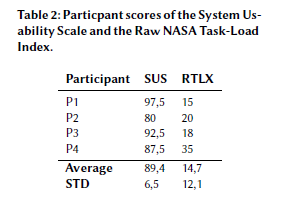 Table 2: Particpant scores of the System Us-
ability Scale and the Raw NASA Task-Load
Index.
Participant SUS RTLX
P1 97,5 15
P2 80 20
P3 92,5 18
P4 87,5 35
Average 89,4 14,7
STD 6,5 12,1